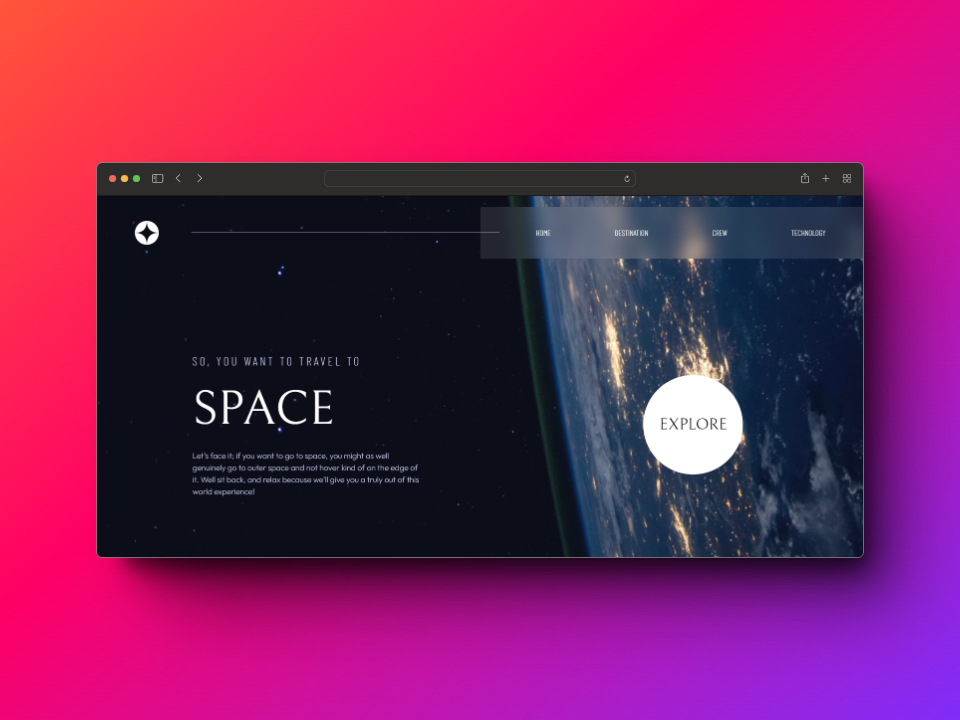 HOME DESTINATION CREW TECHNOLOGY
SO, YOU WANT TO TRAVEL TO
SPACE
Let's face it; if you want to go to space, you might as well
genuinely go to outer space and not hover kind of on the edge of
it. Well sit back, and relax because we'll give you a truly out of this
world experience!
EXPLORE